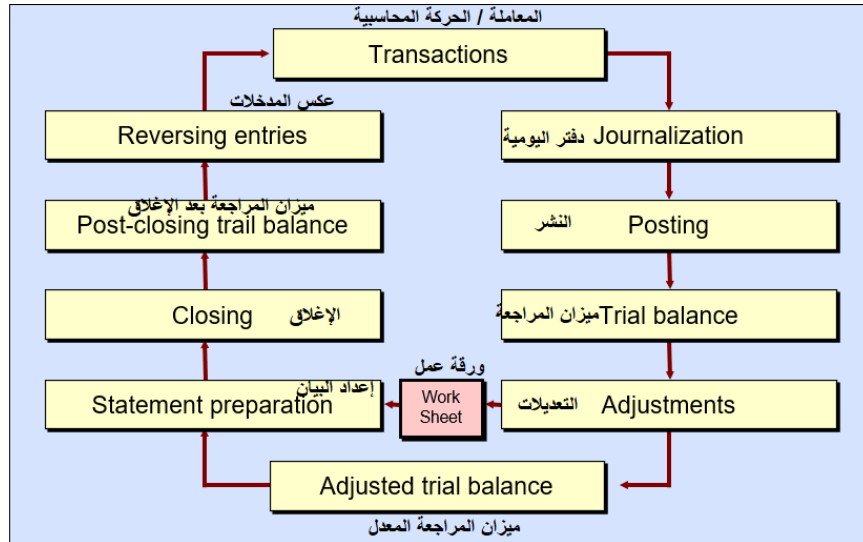 المعاملة / الحركة المحاسبية
Transactions
عكس المدخلات
Reversing entries
دفتر اليومية Journalization
ميزان المراجعة بعد الإغلاق
Post-closing trail balance
النشر Posting
Closing الإغلاق
ميزان المراجعة Trial balance
ورقة عمل
إعداد البيان
Statement preparation
Work
Sheet
التعديلات Adjustments
Adjusted trial balance
ميزان المراجعة المعدل